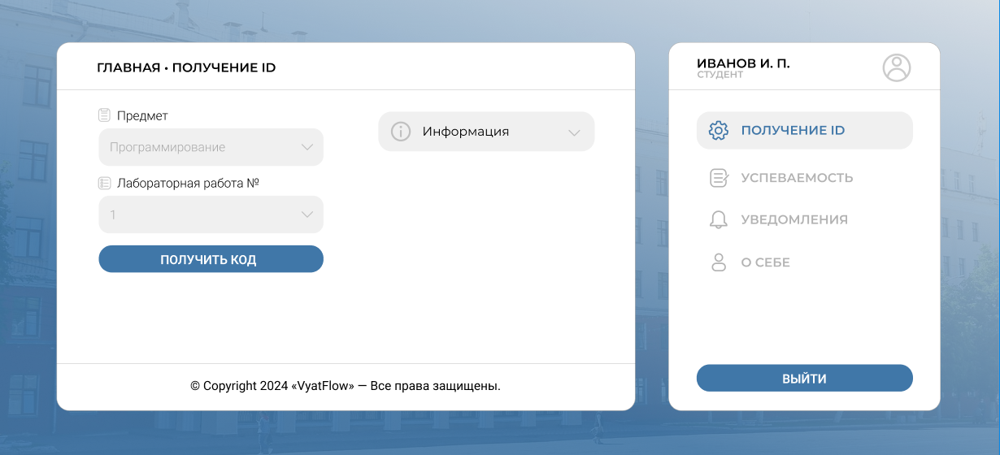 ГЛАВНАЯ • ПОЛУЧЕНИЕ ID
Предмет
Программирование
Лабораторная работа №
1
ПОЛУЧИТЬ КОД
Информация
© Copyright 2024 «VyatFlow» — Все права защищены.
ИВАНОВ И. П.
СТУДЕНТ
ПОЛУЧЕНИЕ ID
УСПЕВАЕМОСТЬ
УВЕДОМЛЕНИЯ
О СЕБЕ
ВЫЙТИ